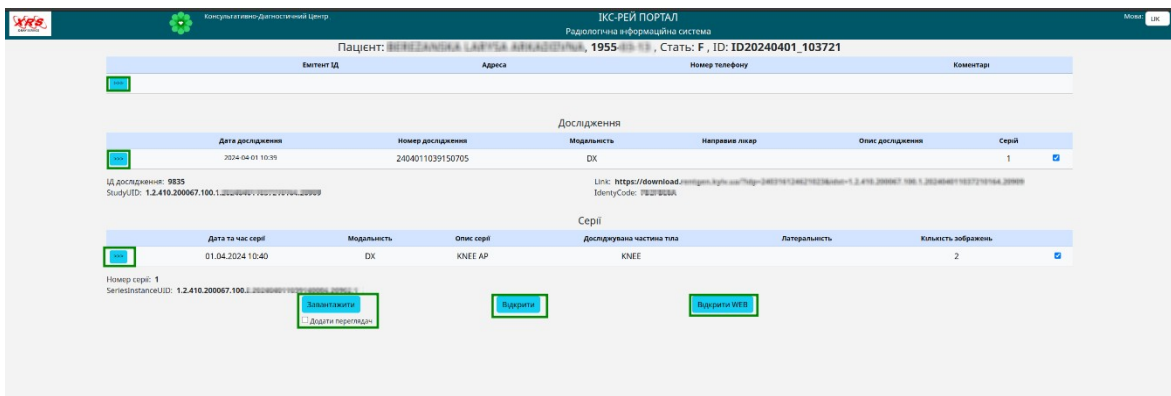 XRS
Консультативно-Діагностичний Центр
ІКС-РЕЙ ПОРТАЛ
Радіологічна інформаційна система
Мова: UK
Пацієнт: , 1955- , Стать: F , ID: ID20240401_103721
Емітент ІД Адреса Номер телефону Коментарі
>>>
Дослідження
Дата дослідження Номер дослідження Модальність Направив лікар Опис дослідження Серій
>>> 2024-04-01 10:39 2404011039150705 DX 1
ІД дослідження: 9835 Link: https://download.
StudyUID: 1.2.410.200067.100.1. IdentyCode:
Серії
Дата та час серії Модальність Опис серії Досліджувана частина тіла Латеральність Кількість зображень
>>> 01.04.2024 10:40 DX KNEE AP KNEE 2
Номер серії: 1
SeriesInstanceUID: 1.2.410.200067.100.
Завантажити Відкрити Відкрити WEB
Додати переглядач